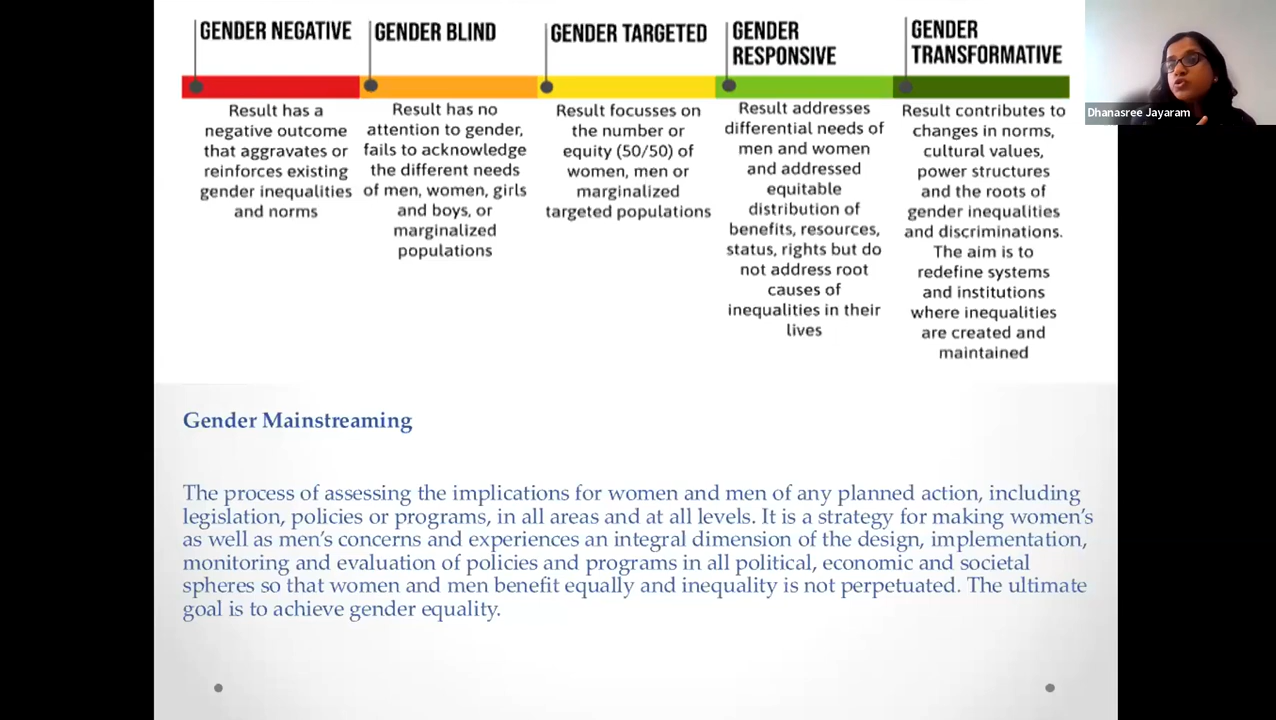 GENDER NEGATIVE
Result has a
negative outcome
that aggravates or
reinforces existing
gender inequalities
and norms
GENDER BLIND
Result has no
attention to gender,
fails to acknowledge
the different needs
of men, women, girls
and boys, or
marginalized
populations
GENDER TARGETED
Result focusses on
the number or
equity (50/50) of
women, men or
marginalized
targeted populations
GENDER
RESPONSIVE
Result addresses
differential needs of
men and women
and addressed
equitable
distribution of
benefits, resources,
status, rights but do
not address root
causes of
inequalities in their
lives
GENDER
TRANSFORMATIVE
Result contributes to
changes in norms,
cultural values,
power structures
and the roots of
gender inequalities
and discriminations.
The aim is to
redefine systems
and institutions
where inequalities
are created and
maintained
Dhanasree Jayaram
Gender Mainstreaming
The process of assessing the implications for women and men of any planned action, including
legislation, policies or programs, in all areas and at all levels. It is a strategy for making women's
as well as men's concerns and experiences an integral dimension of the design, implementation,
monitoring and evaluation of policies and programs in all political, economic and societal
spheres so that women and men benefit equally and inequality is not perpetuated. The ultimate
goal is to achieve gender equality.